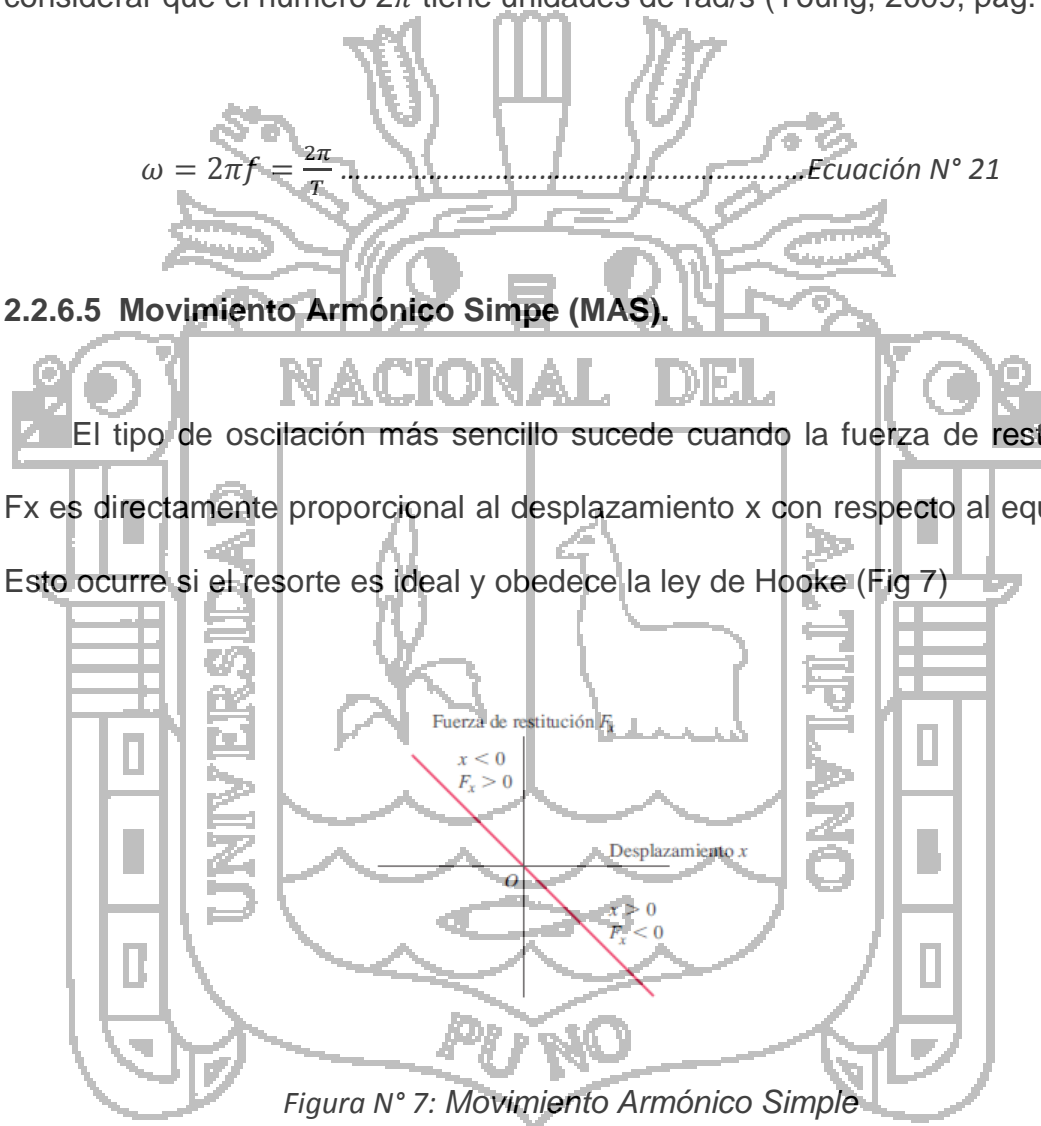 considerar que el número 2𝜋 tiene unidades de rad/s (Young, 2009, pág.
𝜔 = 2𝜋𝑓 = 2𝜋/𝑇 ……………………………………………………….….Ecuación N° 21
2.2.6.5 Movimiento Armónico Simpe (MAS).
NACIONAL DEL
El tipo de oscilación más sencillo sucede cuando la fuerza de
Fx es directamente proporcional al desplazamiento x con respecto al
Esto ocurre si el resorte es ideal y obedece la ley de Hooke (Fig 7)
UNIVERSIDAD
ALTIPLANO
Fuerza de restitución Fx
x < 0
Fx > 0
Desplazamiento x
O
x > 0
Fx < 0
PUNO
Figura N° 7: Movimiento Armónico Simple